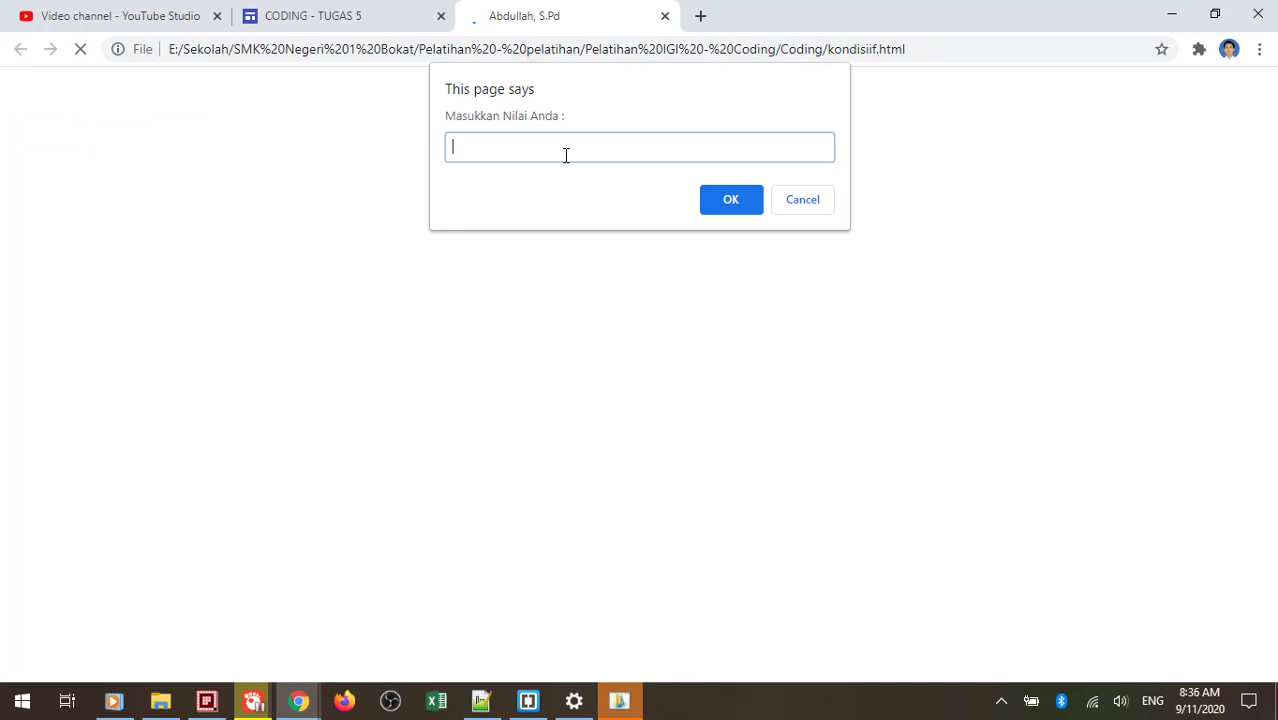 Video channel - YouTube Studio
CODING - TUGAS 5
Abdullah, S.Pd
File
E:/Sekolah/SMK%20Negeri%201%20Bokat/Pelatihan%20-%20pelatihan/Pelatihan%20IGI%20-%20Coding/Coding/kondisiif.html
This page says
Masukkan Nilai Anda :
OK
Cancel
ENG
8:36 AM
9/11/2020